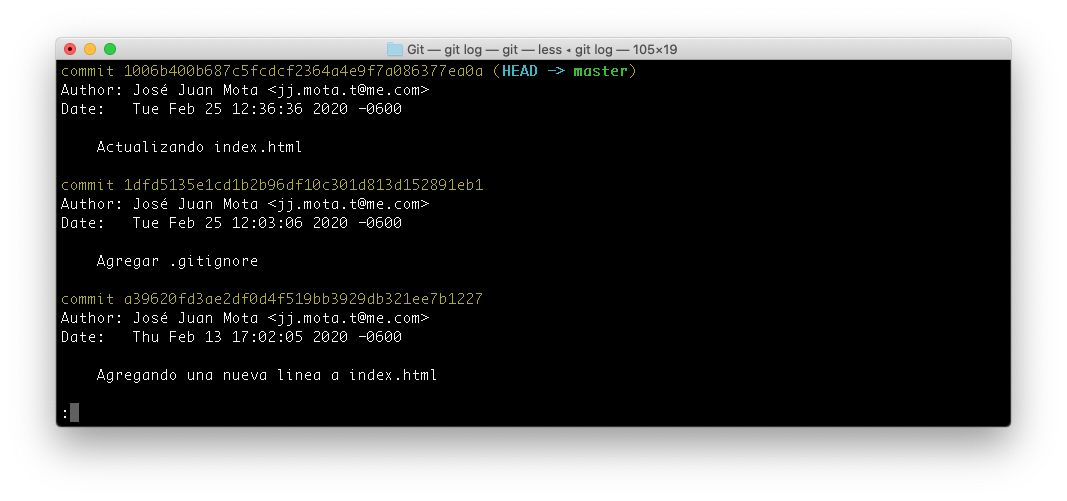 Git — git log — git — less ◂ git log — 105×19
commit 1006b400b687c5fcdcf2364a4e9f7a086377ea0a (HEAD -> master)
Author: José Juan Mota <jj.mota.t@me.com>
Date:   Tue Feb 25 12:36:36 2020 -0600
    Actualizando index.html
commit 1dfd5135e1cd1b2b96df10c301d813d152891eb1
Author: José Juan Mota <jj.mota.t@me.com>
Date:   Tue Feb 25 12:03:06 2020 -0600
    Agregar .gitignore
commit a39620fd3ae2df0d4f519bb3929db321ee7b1227
Author: José Juan Mota <jj.mota.t@me.com>
Date:   Thu Feb 13 17:02:05 2020 -0600
    Agregando una nueva linea a index.html
: